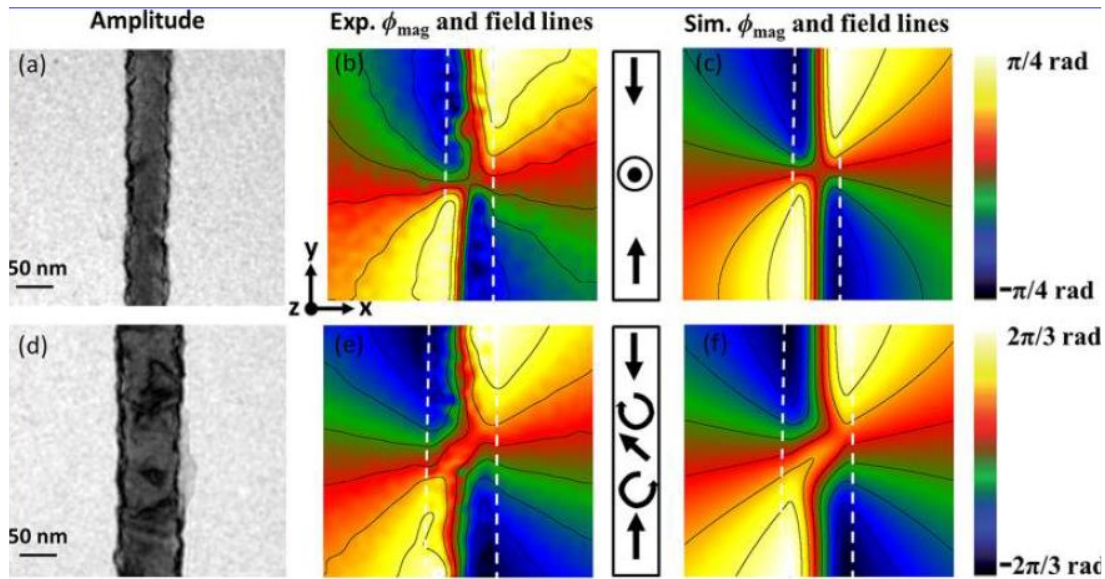 Amplitude
Exp. ϕmag and field lines
Sim. ϕmag and field lines
(a)
(b)
(c)
π/4 rad
-π/4 rad
50 nm
y
z
x
(d)
(e)
(f)
2π/3 rad
-2π/3 rad
50 nm